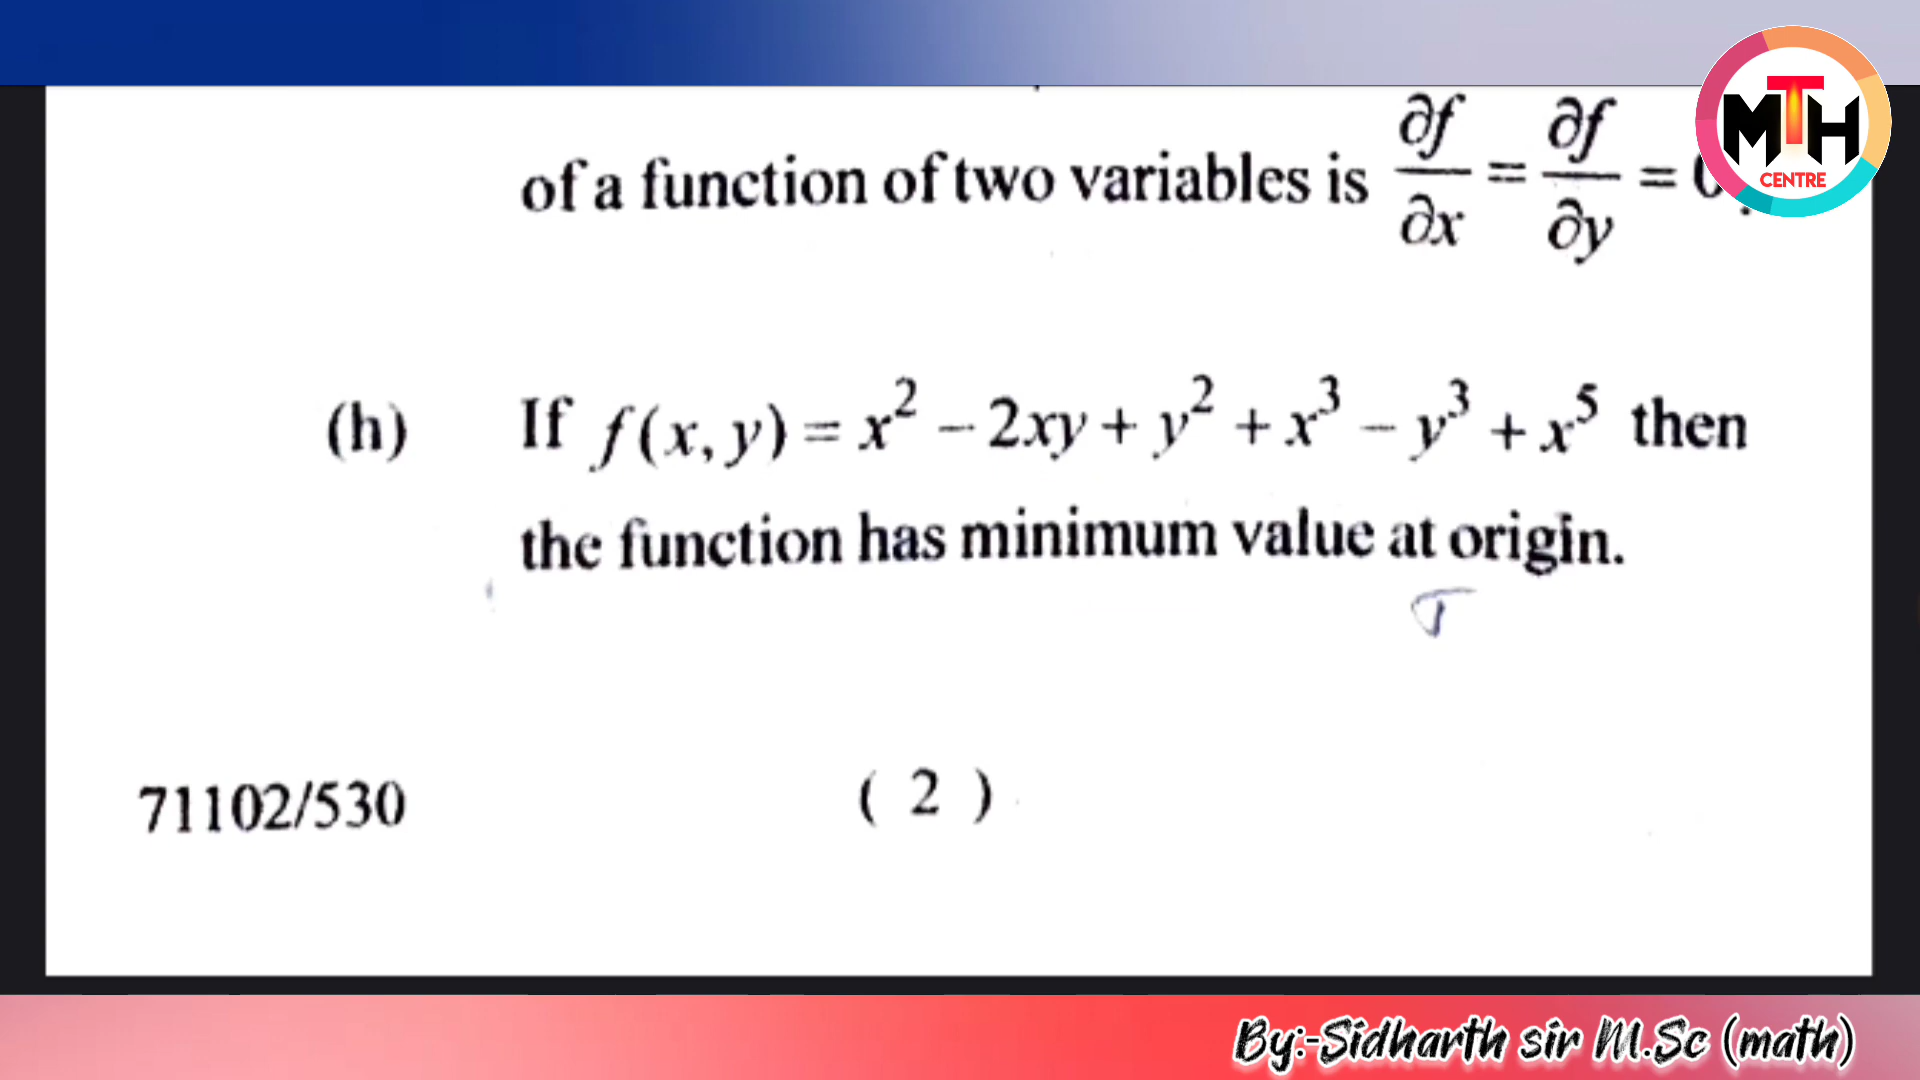 MTH
CENTRE
of a function of two variables is ∂f/∂x = ∂f/∂y =
(h) If f(x, y) = x² − 2xy + y² + x³ − y³ + x⁵ then
the function has minimum value at origin.
T
71102/530 ( 2 )
By:-Sidharth sir M.Sc (math)